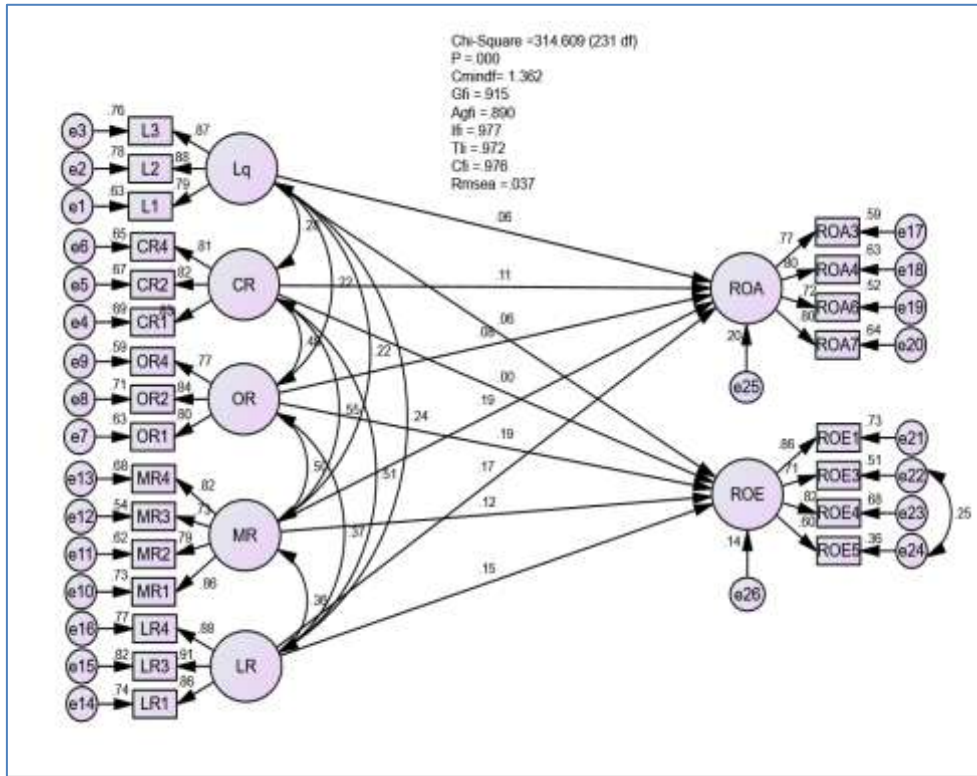 Chi-Square =314.609 (231 df)
P =.000
Cmindf= 1.362
Gfi =.915
Agfi =.890
Ifi =.977
Tli =.972
Cfi =.976
Rmsea =.037
e3 .76 L3 .87
e2 .78 L2 .88 Lq
e1 .63 L1 .79
e6 .65 CR4 .81
e5 .67 CR2 .82 CR
e4 .69 CR1
e9 .59 OR4 .77
e8 .71 OR2 .84 OR
e7 .63 OR1 .80
e13 .68 MR4 .82
e12 .54 MR3 .73
e11 .62 MR2 .79 MR
e10 .73 MR1 .86
e16 .77 LR4 .88
e15 .82 LR3 .91 LR
e14 .74 LR1 .86
.22
.22
.24
.55
.51
.37
.06
.11
.06
.08
.00
.19
.19
.17
.12
.15
ROA
.77 ROA3 .59 e17
.80 ROA4 .63 e18
.72 ROA6 .52 e19
.80 ROA7 .64 e20
.20
e25
ROE
.86 ROE1 .73 e21
.71 ROE3 .51 e22
.82 ROE4 .68 e23
.60 ROE5 .36 e24
.25
.14
e26